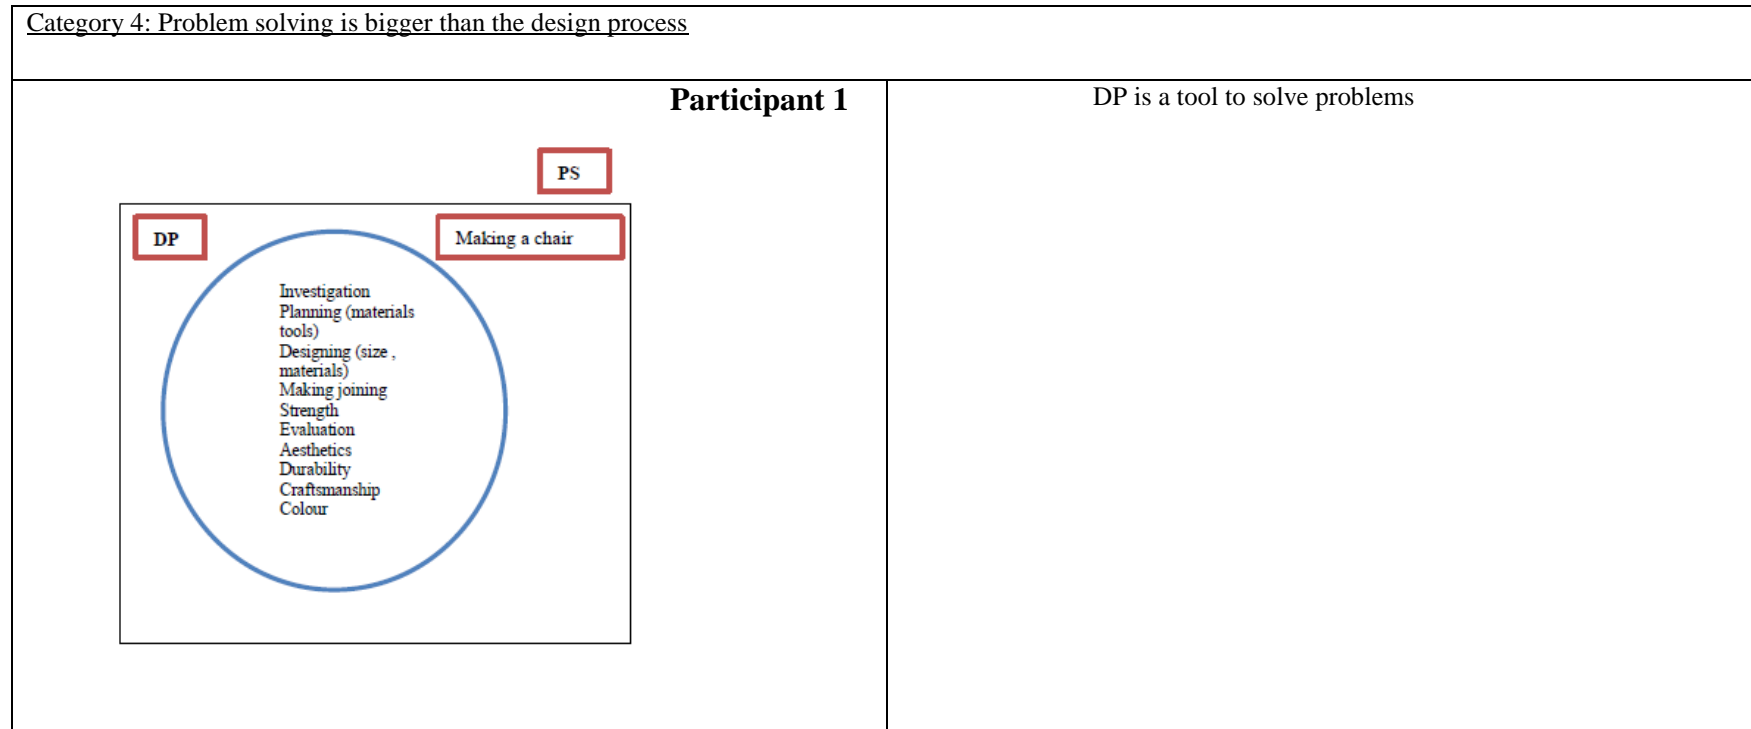 Category 4: Problem solving is bigger than the design process
Participant 1
PS
DP
Making a chair
Investigation
Planning (materials
tools)
Designing (size ,
materials)
Making joining
Strength
Evaluation
Aesthetics
Durability
Craftsmanship
Colour
DP is a tool to solve problems